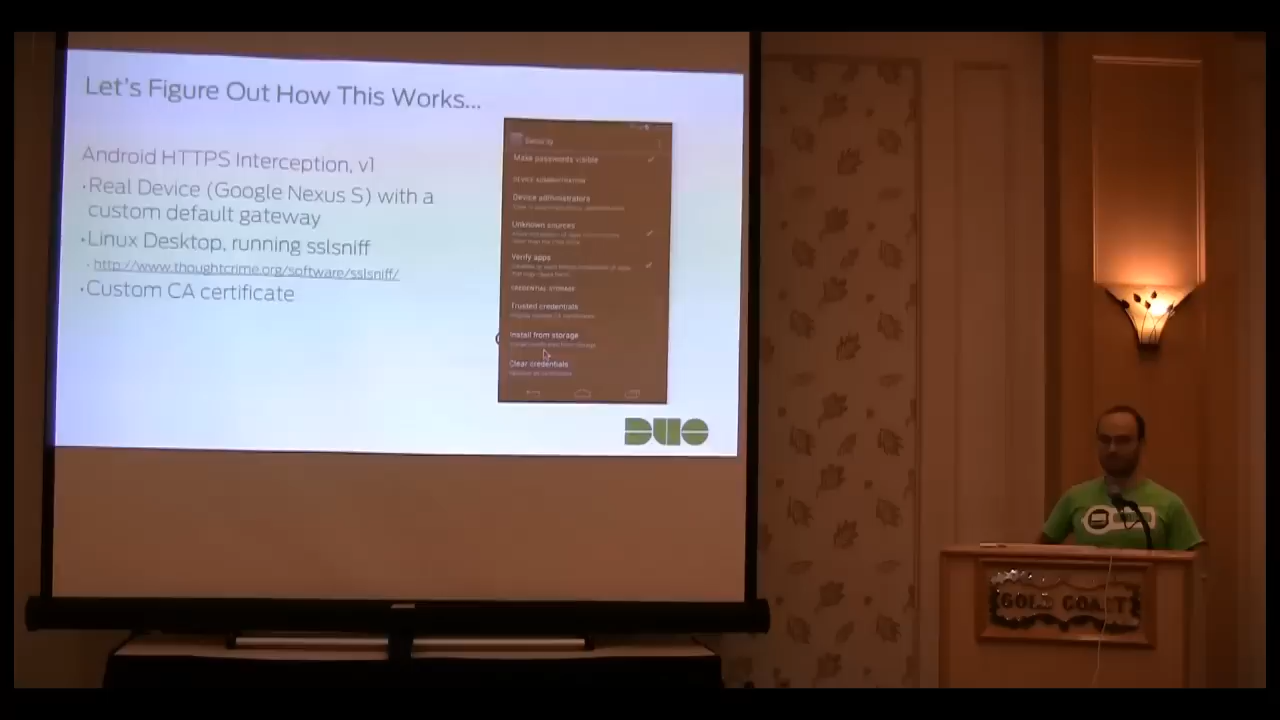 Let's Figure Out How This Works...
Android HTTPS Interception, v1
·Real Device (Google Nexus S) with a
custom default gateway
·Linux Desktop, running sslsniff
·http://www.thoughtcrime.org/software/sslsniff/
·Custom CA certificate
Security
Make passwords visible
DEVICE ADMINISTRATION
Device administrators
Unknown sources
Verify apps
CREDENTIAL STORAGE
Trusted credentials
Install from storage
Clear credentials
DUO
GOLD COAST